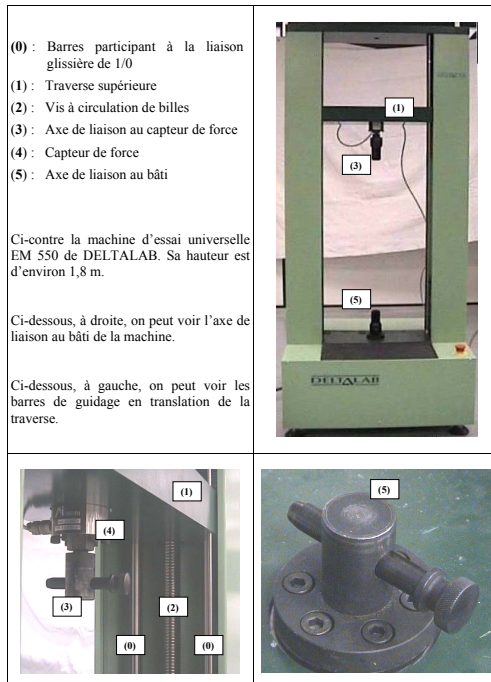 (0) : Barres participant à la liaison
glissière de 1/0
(1) : Traverse supérieure
(2) : Vis à circulation de billes
(3) : Axe de liaison au capteur de force
(4) : Capteur de force
(5) : Axe de liaison au bâti
Ci-contre la machine d'essai universelle
EM 550 de DELTALAB. Sa hauteur est
d'environ 1,8 m.
Ci-dessous, à droite, on peut voir l'axe de
liaison au bâti de la machine.
Ci-dessous, à gauche, on peut voir les
barres de guidage en translation de la
traverse.
(1)
(3)
(5)
DELTALAB
(1)
(4)
(3)
(2)
(0)
(0)
(5)